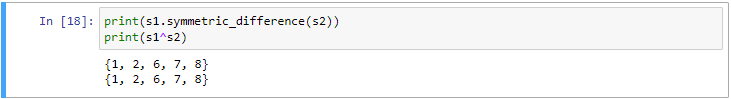 In [18]: print(s1.symmetric_difference(s2))
print(s1^s2)
{1, 2, 6, 7, 8}
{1, 2, 6, 7, 8}